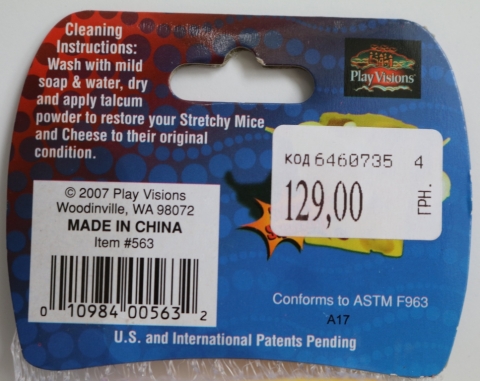 Cleaning
Instructions:
Wash with mild
soap & water, dry
and apply talcum
powder to restore your Stretchy Mice
and Cheese to their original
condition.
Play Visions
код 6460735 4
129,00
ГРН.
© 2007 Play Visions
Woodinville, WA 98072
MADE IN CHINA
Item #563
0 10984 00563 2
Conforms to ASTM F963
A17
U.S. and International Patents Pending